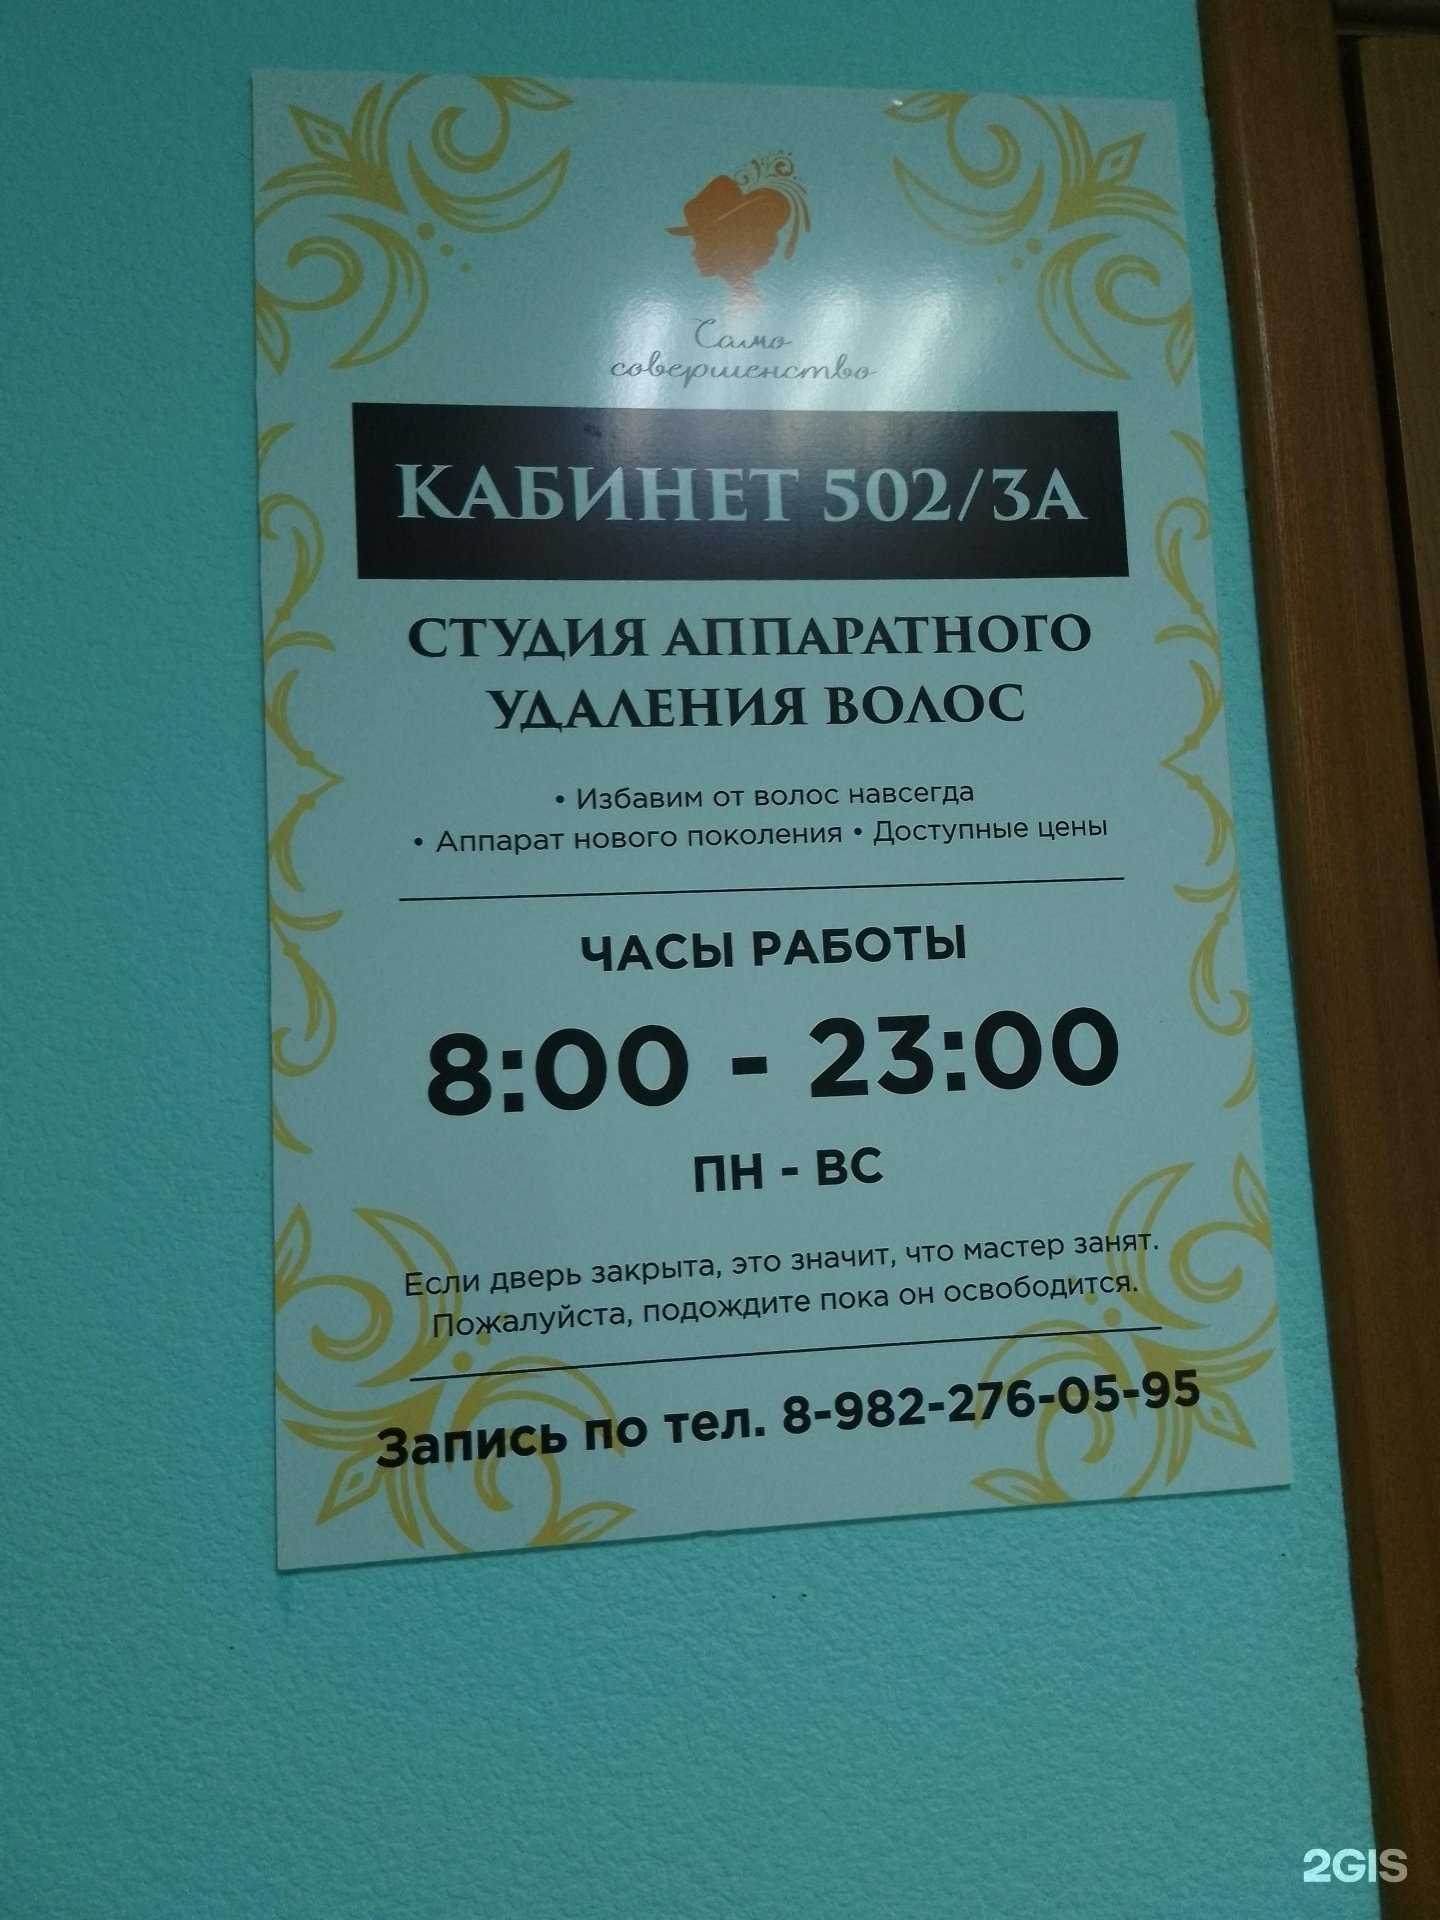 Само
совершенство
КАБИНЕТ 502/3А
СТУДИЯ АППАРАТНОГО
УДАЛЕНИЯ ВОЛОС
• Избавим от волос навсегда
• Аппарат нового поколения • Доступные цены
ЧАСЫ РАБОТЫ
8:00 - 23:00
ПН - ВС
Если дверь закрыта, это значит, что мастер занят.
Пожалуйста, подождите пока он освободится.
Запись по тел. 8-982-276-05-95
2GIS